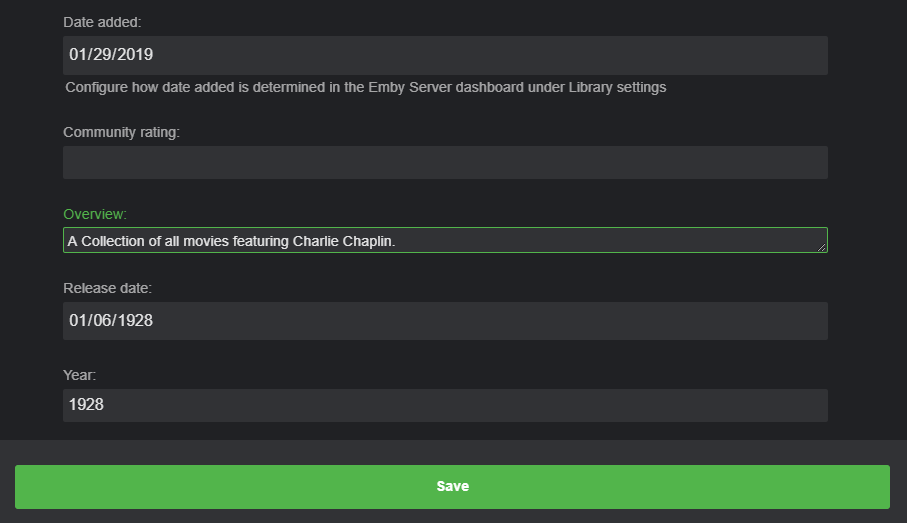 Date added:
01/29/2019
Configure how date added is determined in the Emby Server dashboard under Library settings
Community rating:
Overview:
A Collection of all movies featuring Charlie Chaplin.
Release date:
01/06/1928
Year:
1928
Save